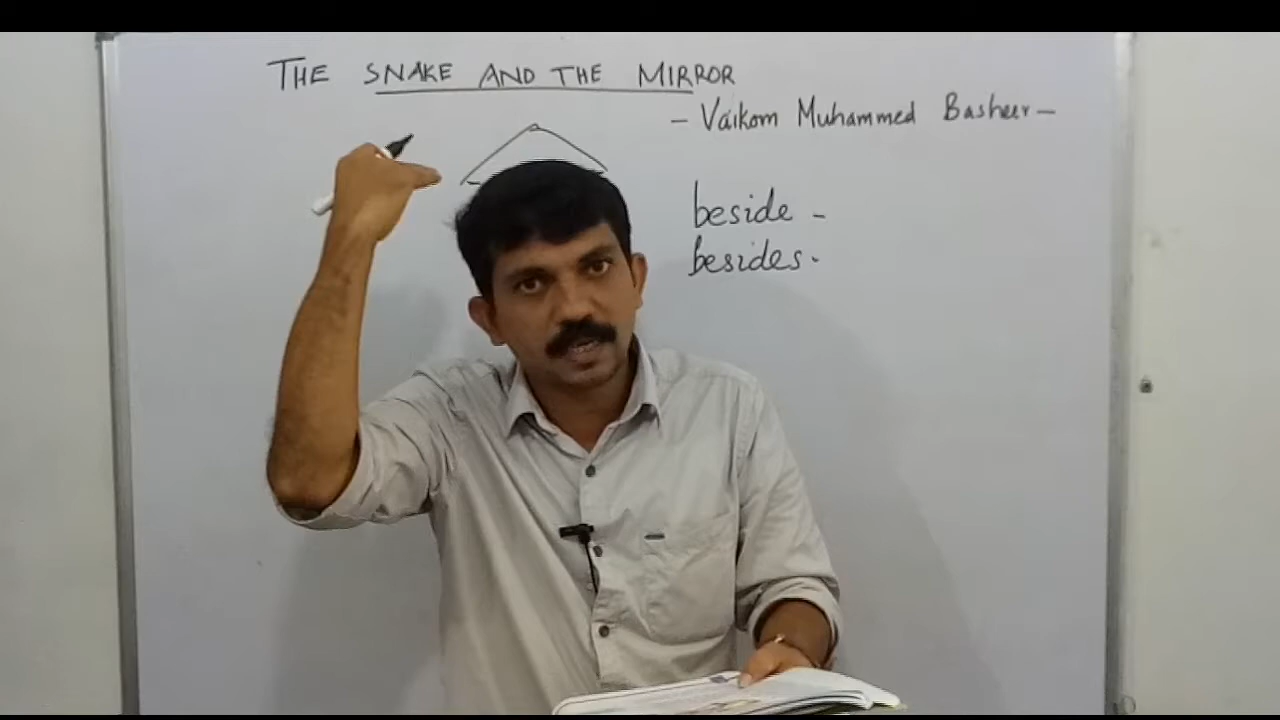 THE SNAKE AND THE MIRROR
- Vaikom Muhammed Basheer -
beside -
besides.